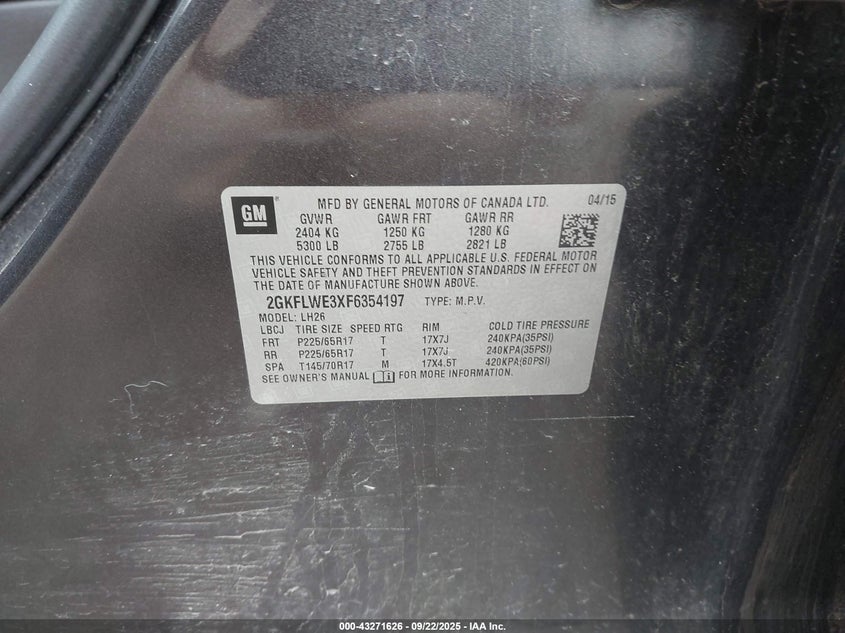 GM
MFD BY GENERAL MOTORS OF CANADA LTD. 04/15
GVWR GAWR FRT GAWR RR
2404 KG 1250 KG 1280 KG
5300 LB 2755 LB 2821 LB
THIS VEHICLE CONFORMS TO ALL APPLICABLE U.S. FEDERAL MOTOR
VEHICLE SAFETY AND THEFT PREVENTION STANDARDS IN EFFECT ON
THE DATE OF MANUFACTURE SHOWN ABOVE.
2GKFLWE3XF6354197 TYPE: M.P.V.
MODEL: LH26
LBCJ TIRE SIZE SPEED RTG RIM COLD TIRE PRESSURE
FRT P225/65R17 T 17X7J 240KPA(35PSI)
RR P225/65R17 T 17X7J 240KPA(35PSI)
SPA T145/70R17 M 17X4.5T 420KPA(60PSI)
SEE OWNER'S MANUAL FOR MORE INFORMATION.
000-43271626 - 09/22/2025 - IAA Inc.